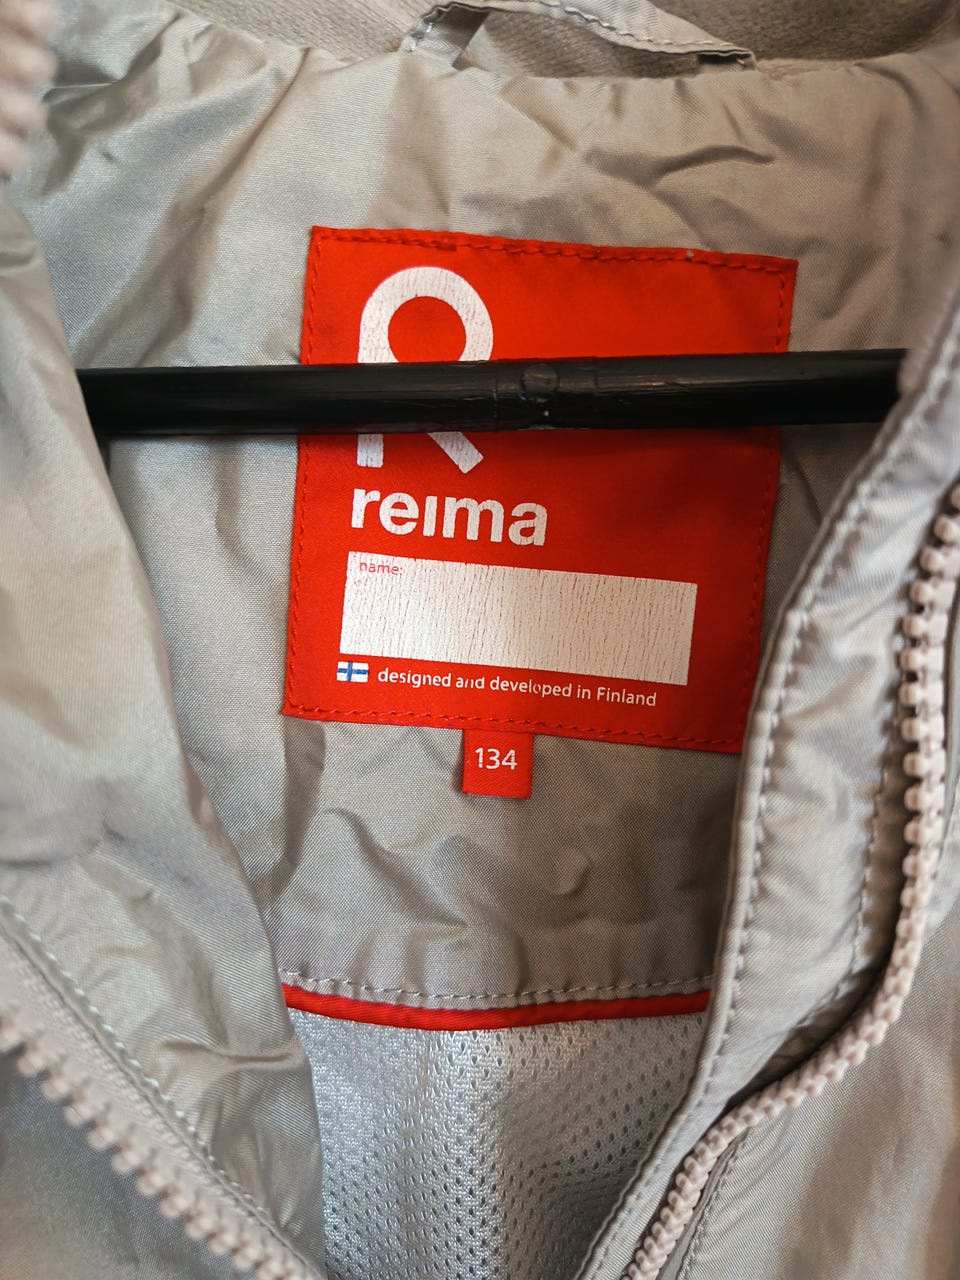 R
reima
name:
designed and developed in Finland
134